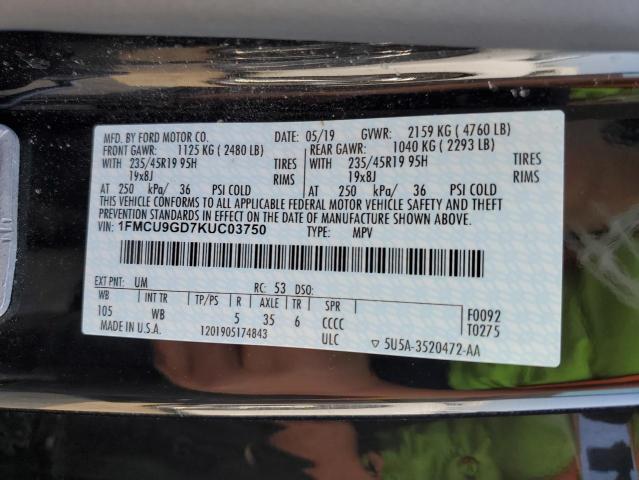 MFD. BY FORD MOTOR CO. DATE: 05/19 GVWR: 2159 KG ( 4760 LB)
FRONT GAWR: 1125 KG ( 2480 LB) REAR GAWR: 1040 KG ( 2293 LB)
WITH 235/45R19 95H TIRES WITH 235/45R19 95H TIRES
19x8J RIMS 19x8J RIMS
AT 250 kPa/ 36 PSI COLD AT 250 kPa/ 36 PSI COLD
THIS VEHICLE CONFORMS TO ALL APPLICABLE FEDERAL MOTOR VEHICLE SAFETY AND THEFT
PREVENTION STANDARDS IN EFFECT ON THE DATE OF MANUFACTURE SHOWN ABOVE.
VIN: 1FMCU9GD7KUC03750 TYPE: MPV
EXT PNT: UM RC: 53 DSO:
WB INT TR TP/PS R AXLE TR SPR F0092
105 5 35 6 CCCC T0275
MADE IN U.S.A. 1201905174843 ULC ▽ 5U5A-3520472-AA